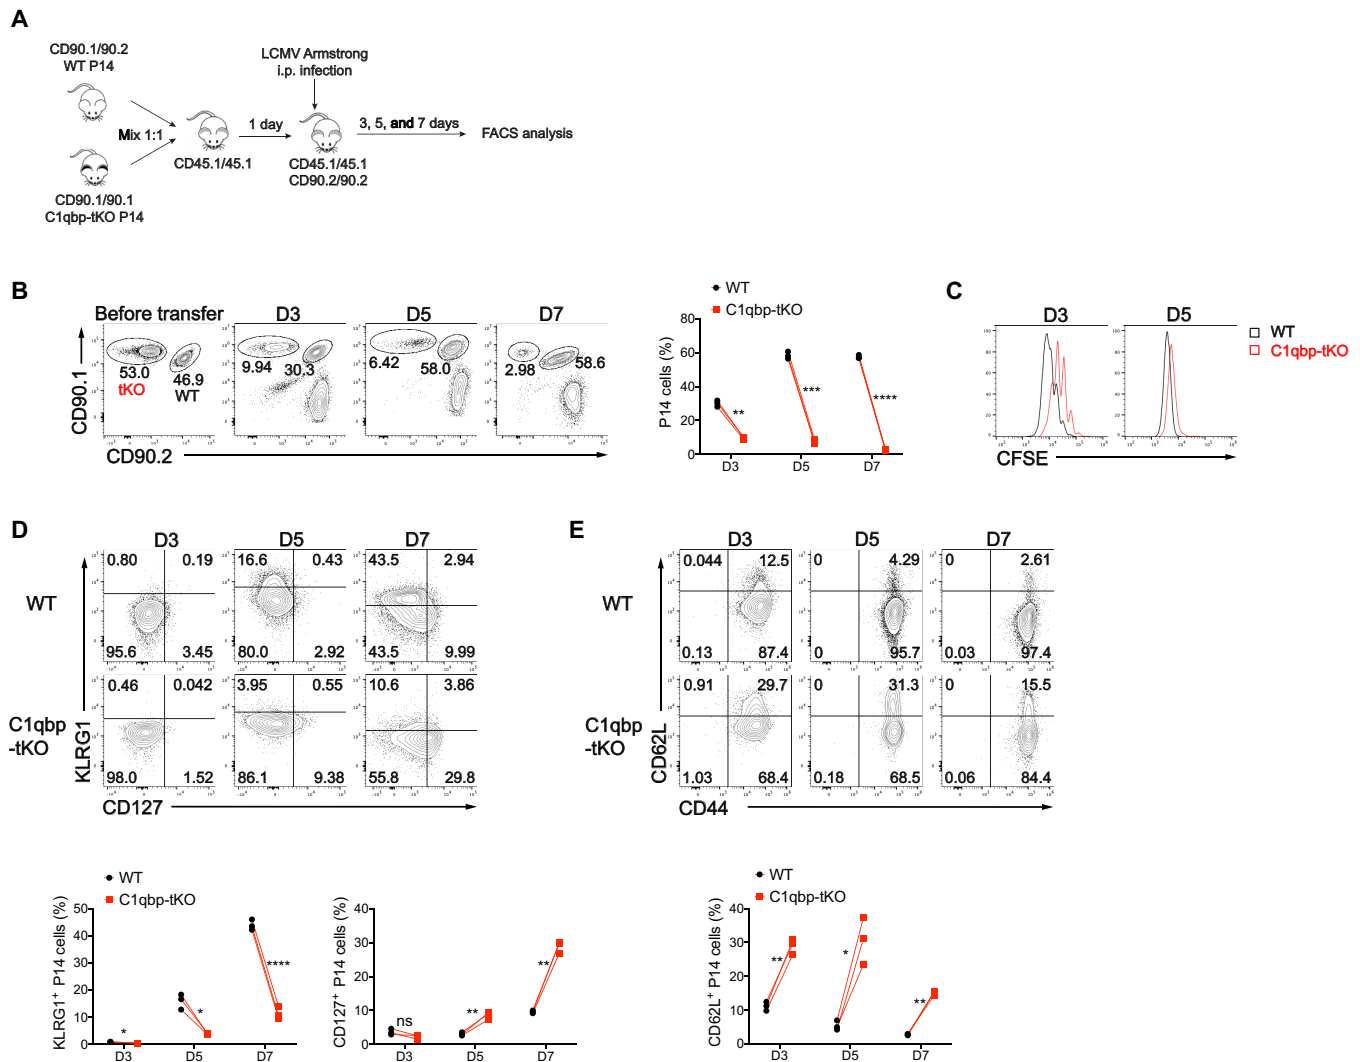 A
CD90.1/90.2
WT P14
Mix 1:1
CD90.1/90.1
C1qbp-tKO P14
CD45.1/45.1
1 day
LCMV Armstrong
i.p. infection
CD45.1/45.1
CD90.2/90.2
3, 5, and 7 days
FACS analysis
B
Before transfer
D3
D5
D7
53.0
tKO
46.9
WT
9.94
30.3
6.42
58.0
2.98
58.6
CD90.1
CD90.2
WT
C1qbp-tKO
P14 cells (%)
80
60
40
20
0
**
***
****
D3
D5
D7
C
D3
D5
WT
C1qbp-tKO
CFSE
D
D3
D5
D7
WT
0.80
0.19
95.6
3.45
16.6
0.43
80.0
2.92
43.5
2.94
43.5
9.99
C1qbp
-tKO
0.46
0.042
98.0
1.52
3.95
0.55
86.1
9.38
10.6
3.86
55.8
29.8
KLRG1
CD127
WT
C1qbp-tKO
KLRG1+ P14 cells (%)
50
40
30
20
10
0
*
*
****
D3
D5
D7
CD127+ P14 cells (%)
40
30
20
10
0
ns
**
**
D3
D5
D7
E
D3
D5
D7
WT
0.044
12.5
0.13
87.4
0
4.29
0
95.7
0
2.61
0.03
97.4
C1qbp
-tKO
0.91
29.7
1.03
68.4
0
31.3
0.18
68.5
0
15.5
0.06
84.4
CD62L
CD44
WT
C1qbp-tKO
CD62L+ P14 cells (%)
40
30
20
10
0
**
*
**
D3
D5
D7